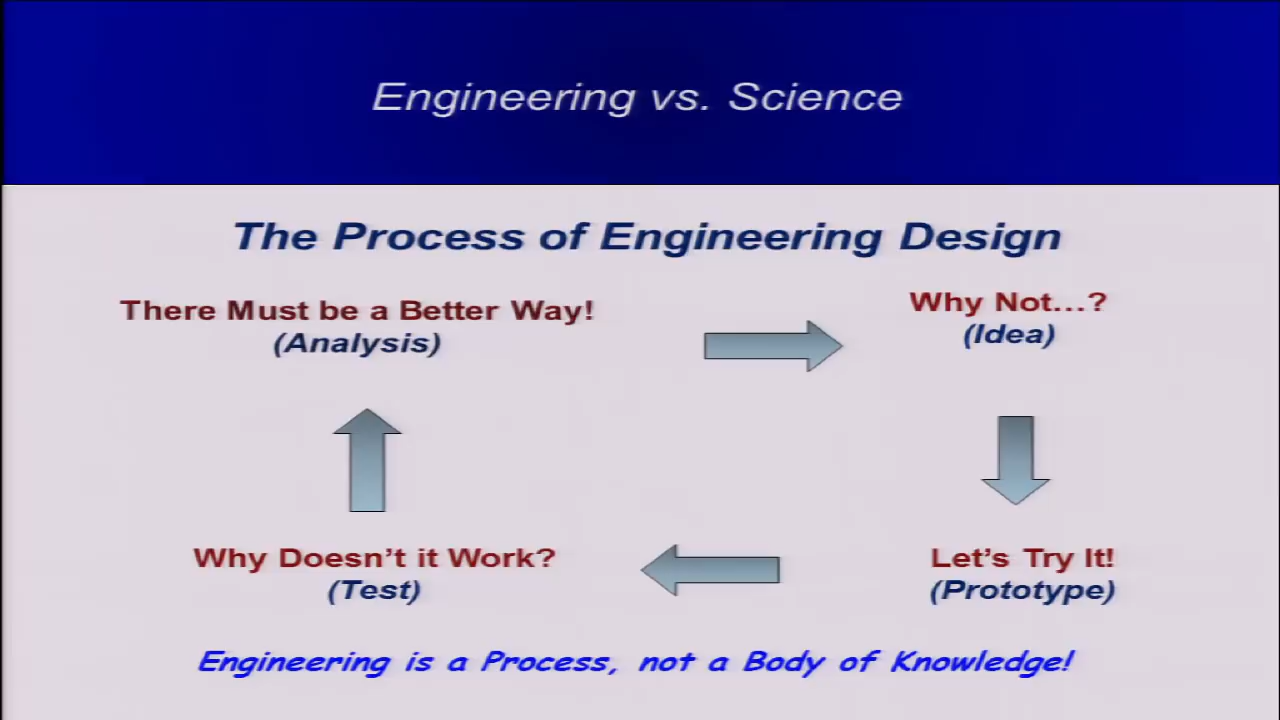 Engineering vs. Science
The Process of Engineering Design
There Must be a Better Way!
(Analysis)
Why Not...?
(Idea)
Why Doesn't it Work?
(Test)
Let's Try It!
(Prototype)
Engineering is a Process, not a Body of Knowledge!